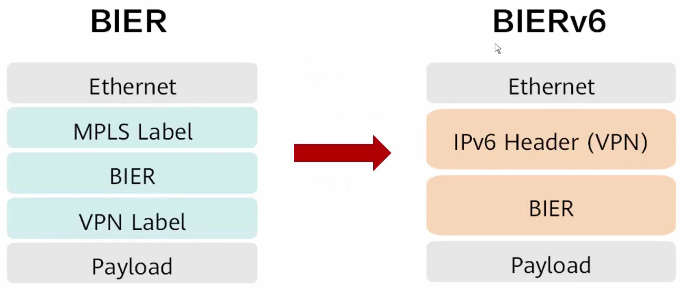 BIER
Ethernet
MPLS Label
BIER
VPN Label
Payload
BIERv6
Ethernet
IPv6 Header (VPN)
BIER
Payload